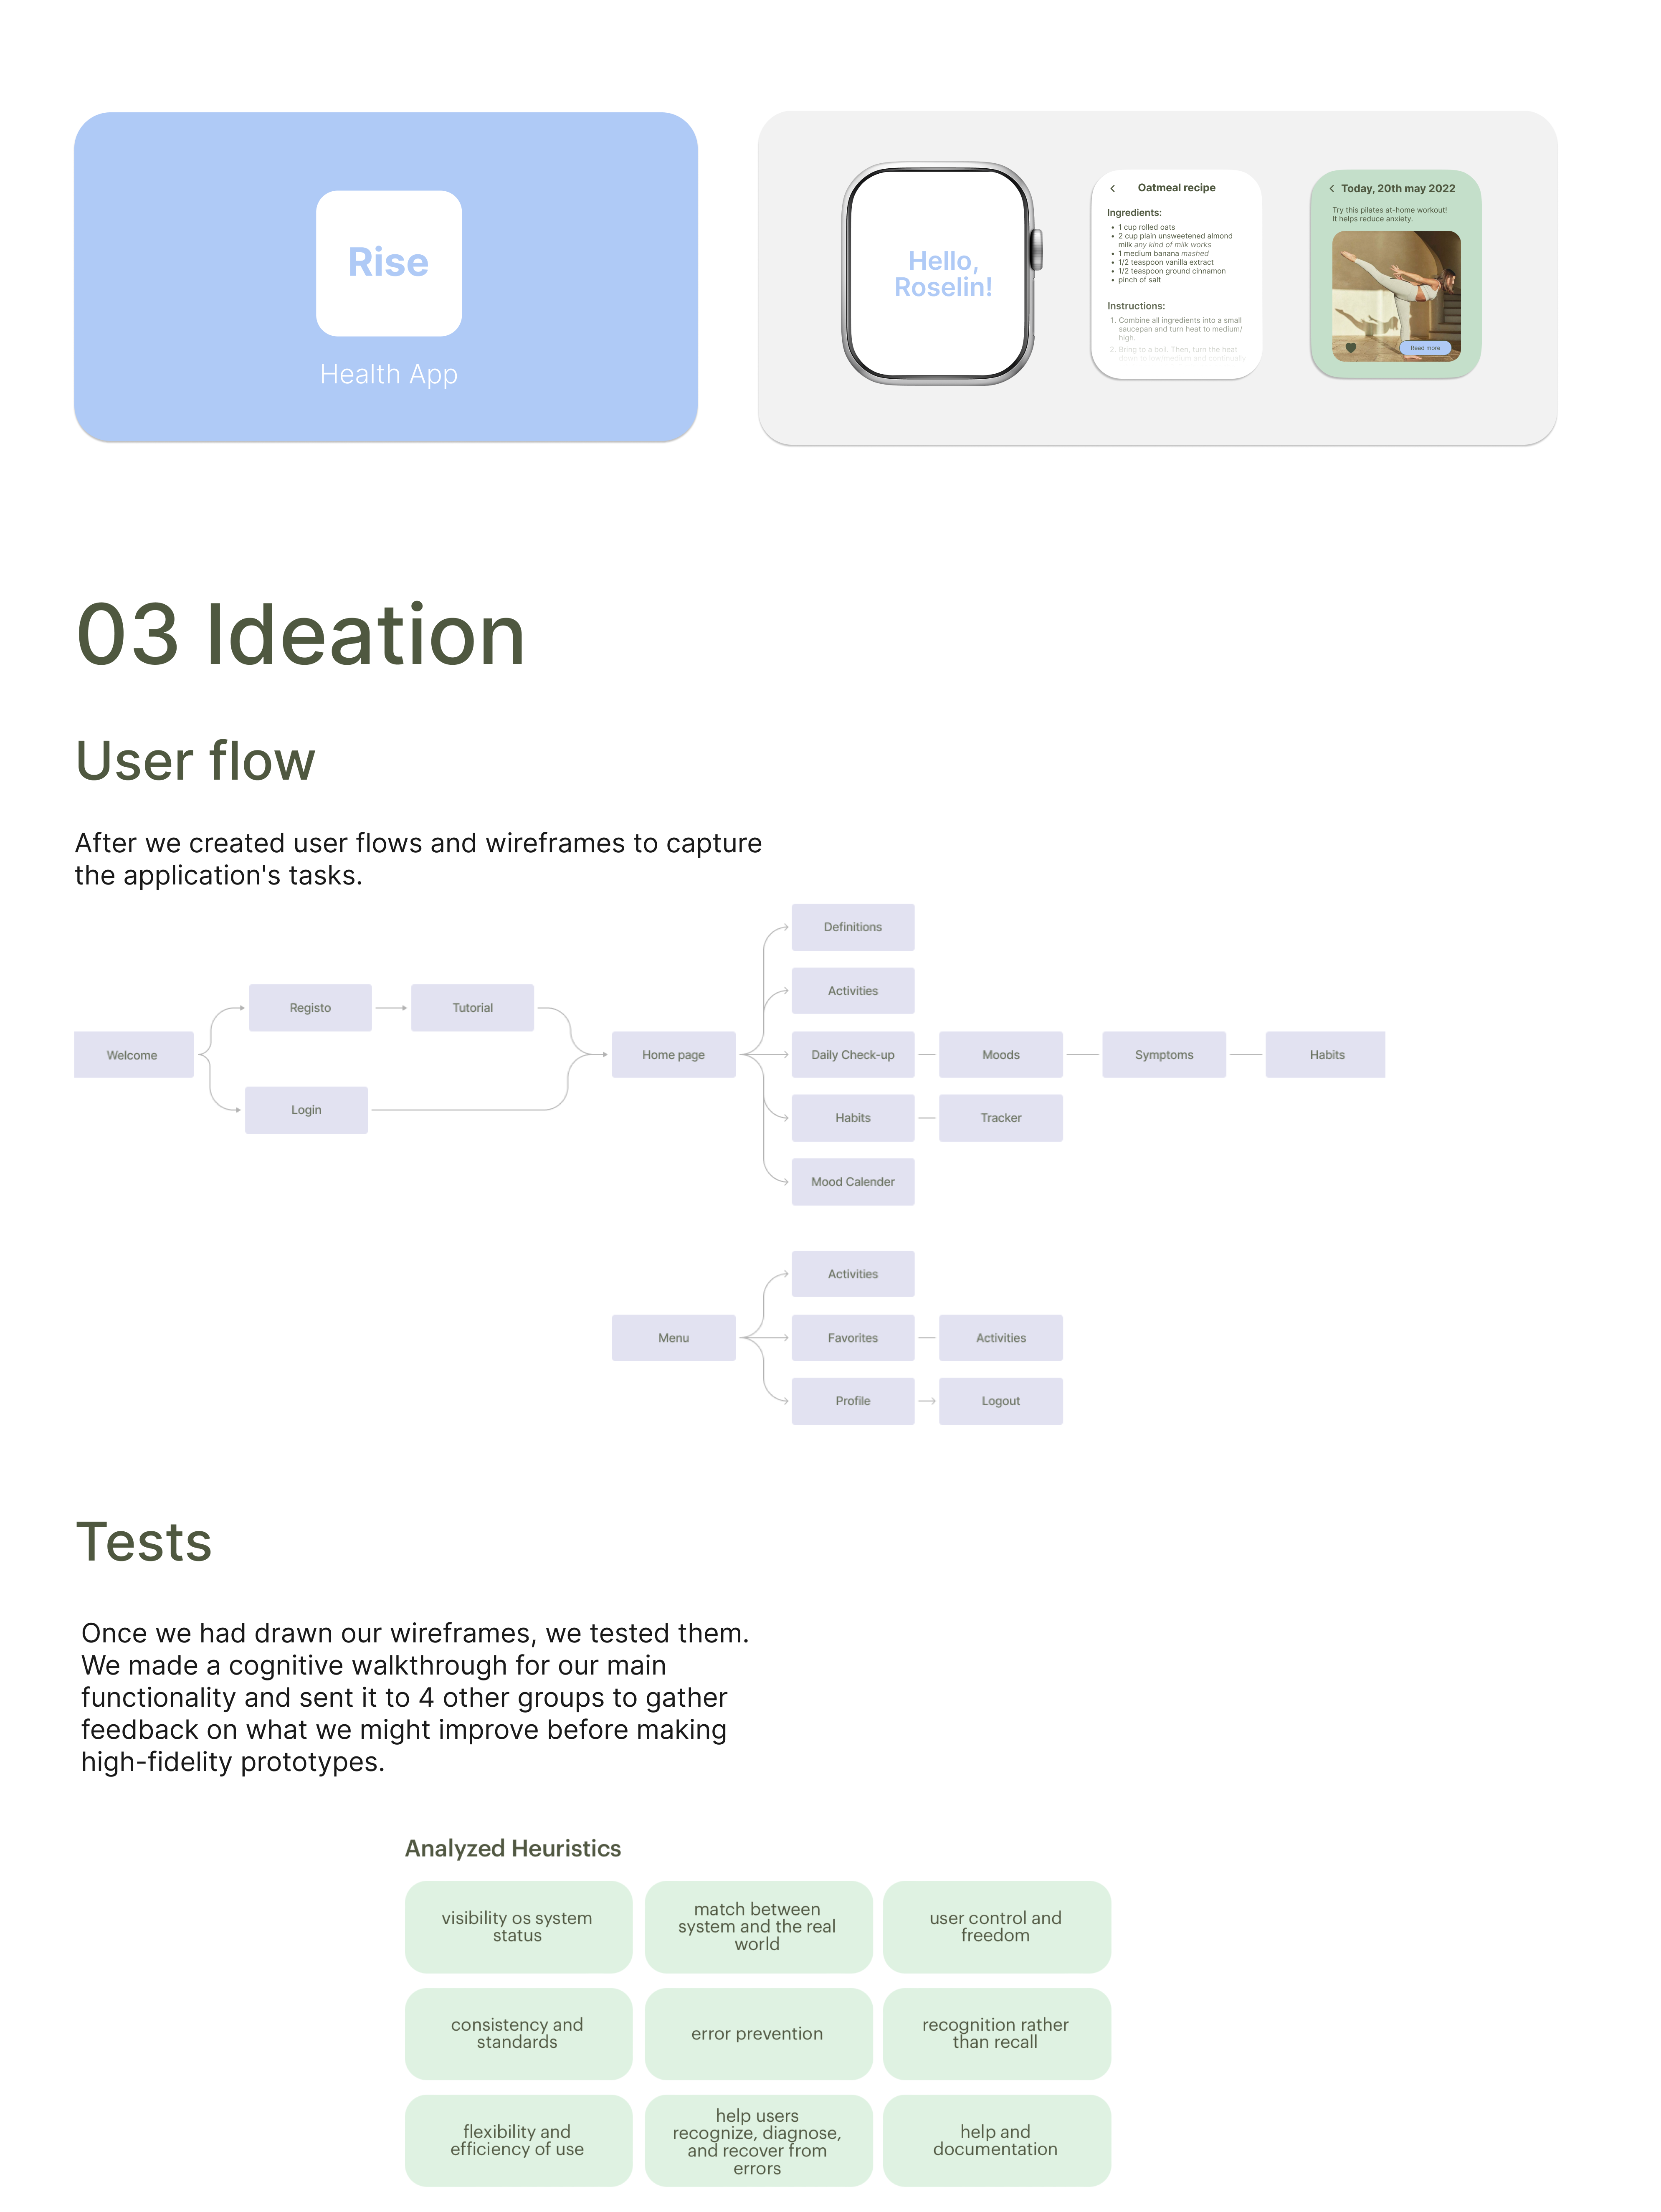 Rise
Health App
Hello,
Roselin!
Oatmeal recipe
Ingredients:
• 1 cup rolled oats
• 2 cup plain unsweetened almond
milk any kind of milk works
• 1 medium banana mashed
• 1/2 teaspoon vanilla extract
• 1/2 teaspoon ground cinnamon
• pinch of salt
Instructions:
1. Combine all ingredients into a small
saucepan and turn heat to medium/
high.
2. Bring to a boil. Then, turn the heat
Today, 20th may 2022
Try this pilates at-home workout!
It helps reduce anxiety.
Read more
03 Ideation
User flow
After we created user flows and wireframes to capture
the application's tasks.
Definitions
Activities
Registo
Tutorial
Welcome
Home page
Daily Check-up
Moods
Symptoms
Habits
Login
Habits
Tracker
Mood Calender
Activities
Menu
Favorites
Activities
Profile
Logout
Tests
Once we had drawn our wireframes, we tested them.
We made a cognitive walkthrough for our main
functionality and sent it to 4 other groups to gather
feedback on what we might improve before making
high-fidelity prototypes.
Analyzed Heuristics
visibility os system
status
match between
system and the real
world
user control and
freedom
consistency and
standards
error prevention
recognition rather
than recall
flexibility and
efficiency of use
help users
recognize, diagnose,
and recover from
errors
help and
documentation